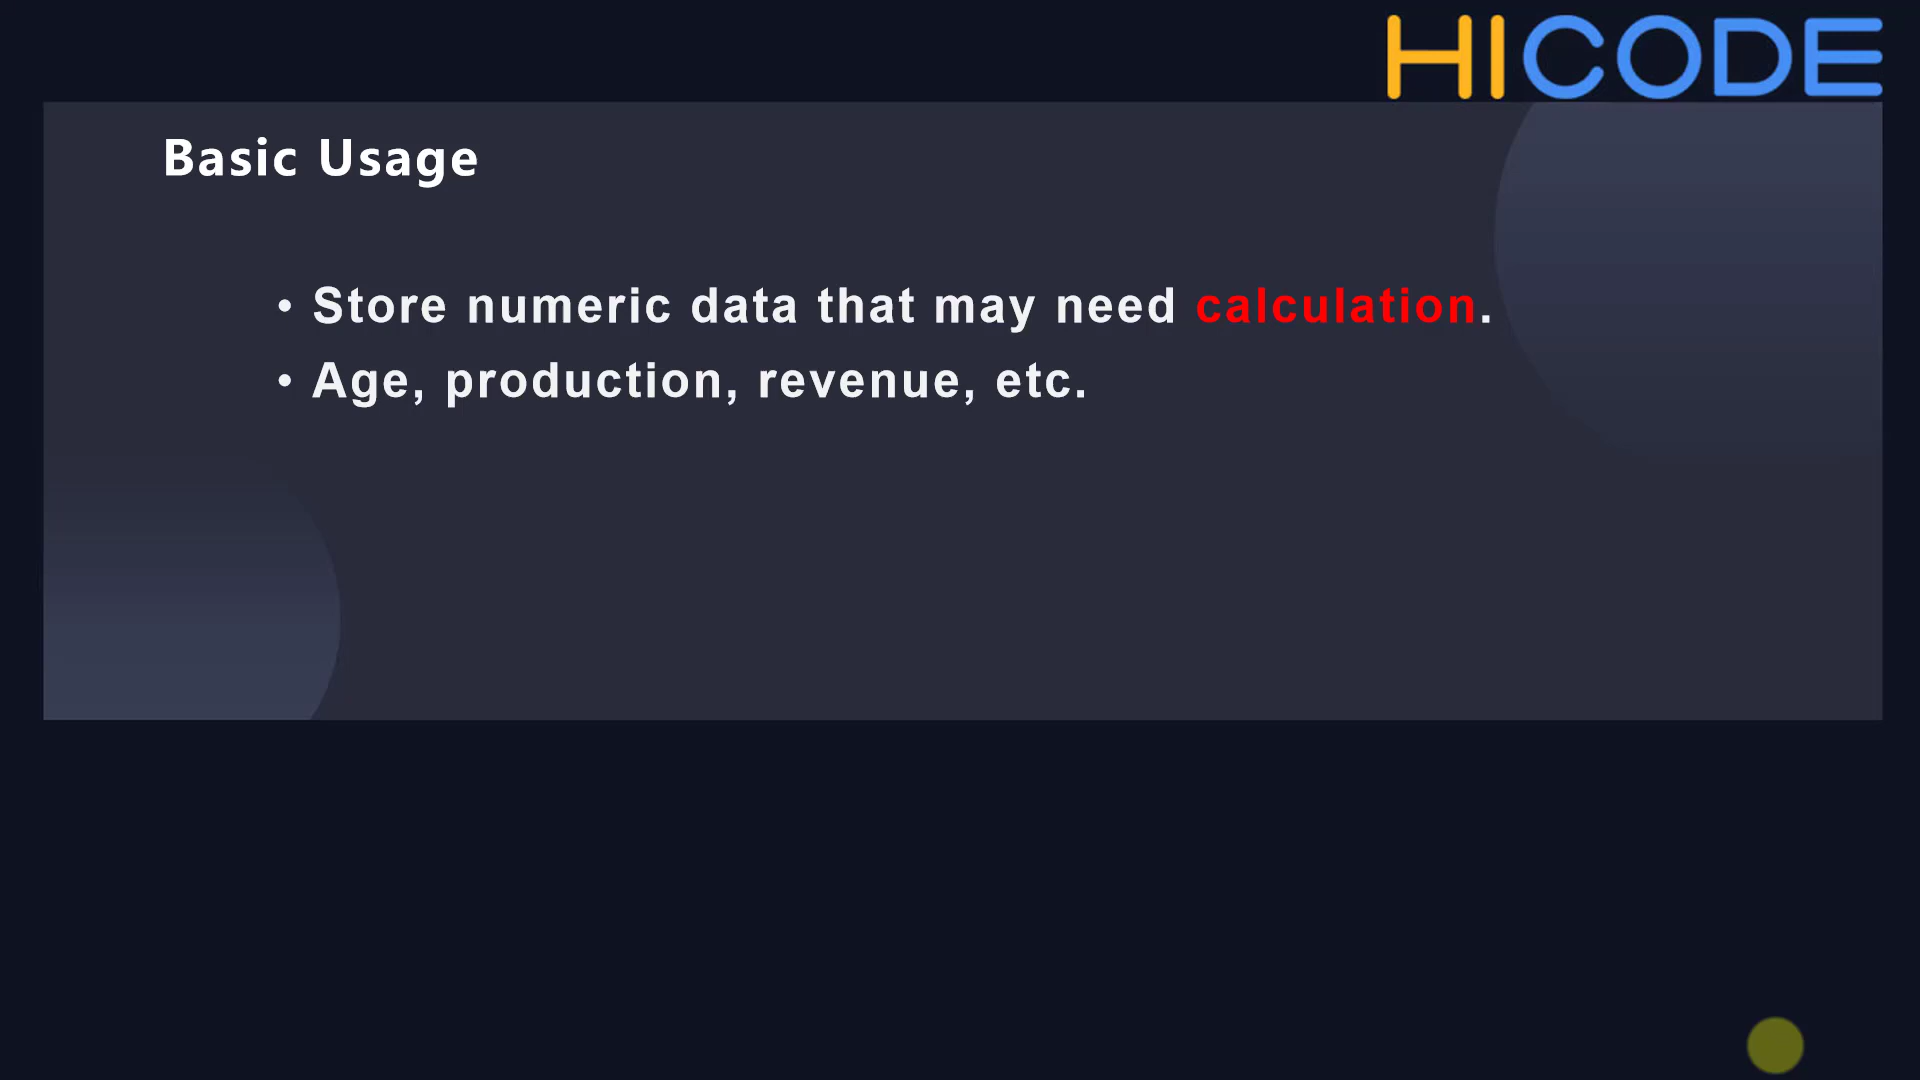 HICODE
Basic Usage
• Store numeric data that may need calculation.
• Age, production, revenue, etc.